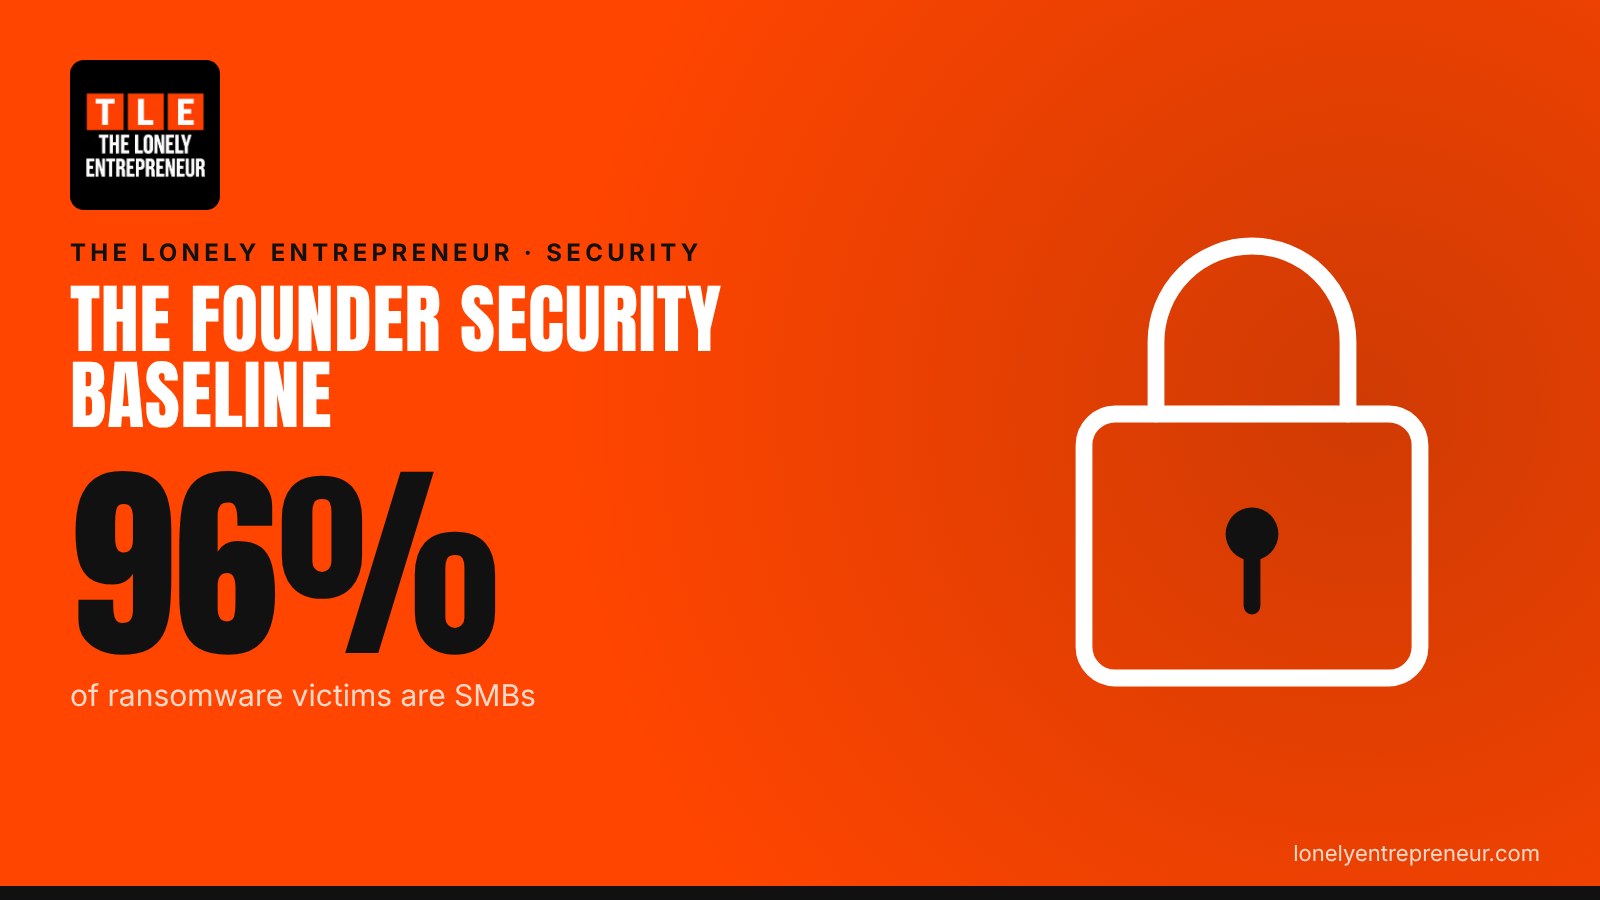 T L E
THE LONELY
ENTREPRENEUR
THE LONELY ENTREPRENEUR · SECURITY
THE FOUNDER SECURITY
BASELINE
96%
of ransomware victims are SMBs
lonelyentrepreneur.com